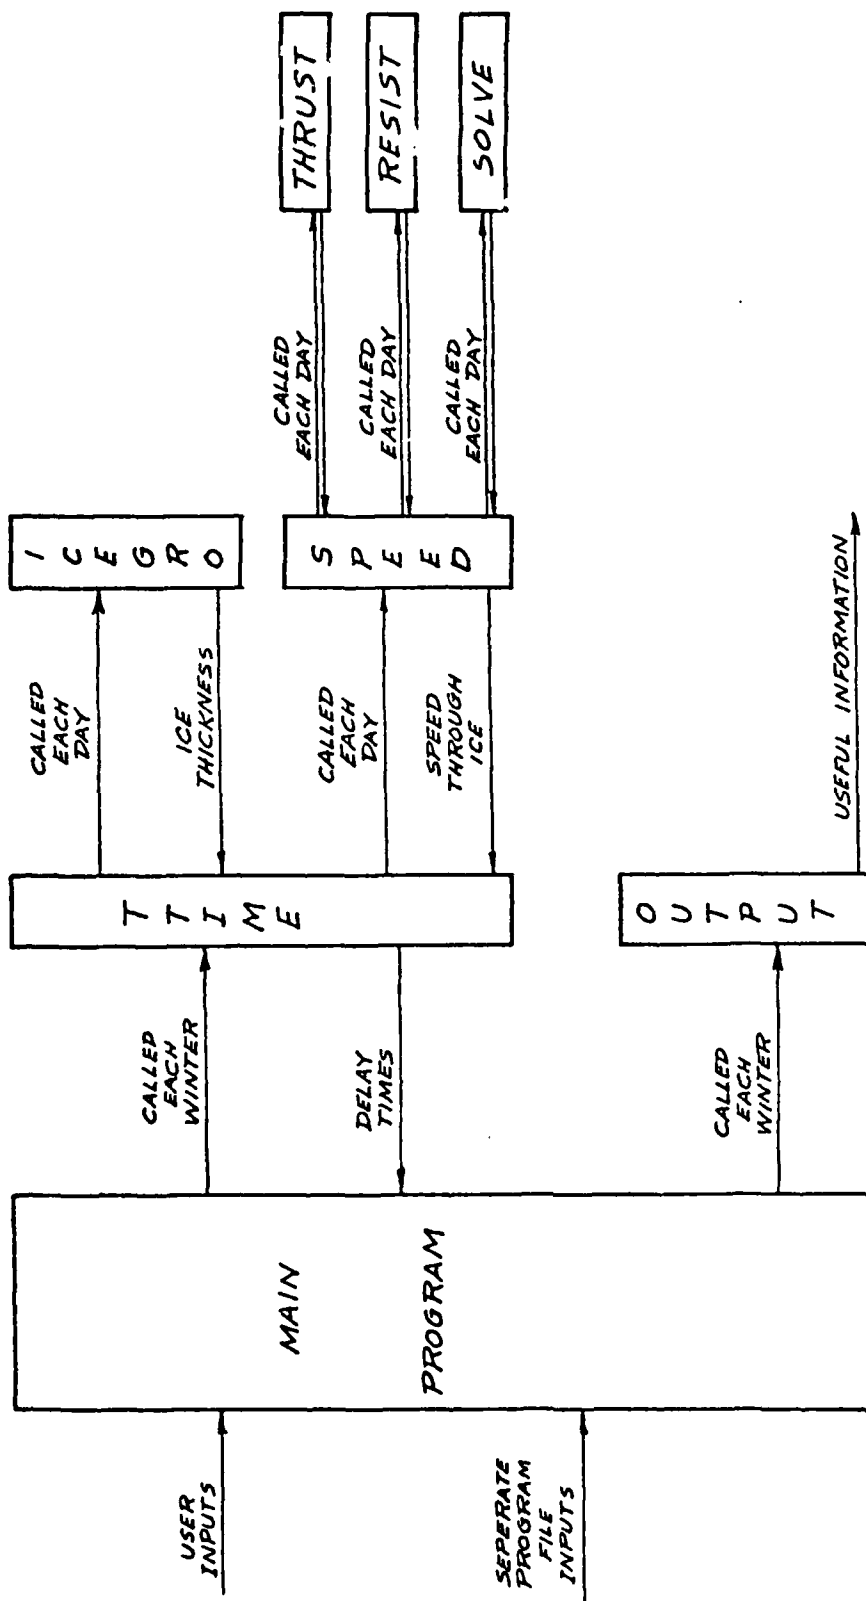 USER
INPUTS
SEPERATE
PROGRAM
FILE
INPUTS
MAIN
PROGRAM
CALLED
EACH
WINTER
DELAY
TIMES
CALLED
EACH
WINTER
TTIME
OUTPUT
CALLED
EACH
DAY
ICE
THICKNESS
CALLED
EACH
DAY
SPEED
THROUGH
ICE
USEFUL INFORMATION
ICEGRO
SPEED
CALLED
EACH DAY
CALLED
EACH DAY
CALLED
EACH DAY
THRUST
RESIST
SOLVE